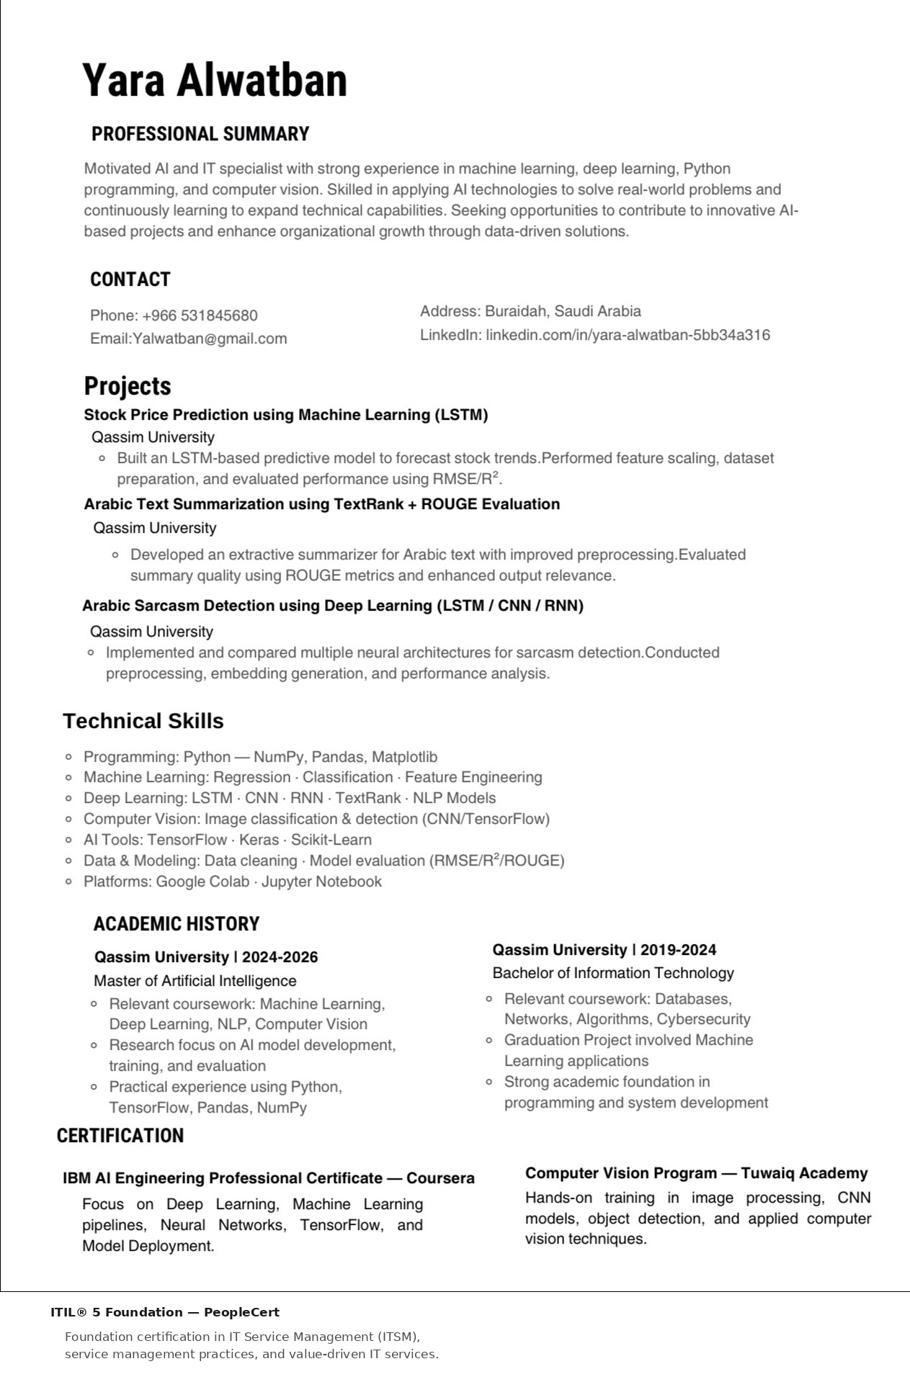 Yara Alwatban
PROFESSIONAL SUMMARY
Motivated AI and IT specialist with strong experience in machine learning, deep learning, Python
programming, and computer vision. Skilled in applying AI technologies to solve real-world problems and
continuously learning to expand technical capabilities. Seeking opportunities to contribute to innovative AI-
based projects and enhance organizational growth through data-driven solutions.
CONTACT
Phone: +966 531845680
Email:Yalwatban@gmail.com
Address: Buraidah, Saudi Arabia
LinkedIn: linkedin.com/in/yara-alwatban-5bb34a316
Projects
Stock Price Prediction using Machine Learning (LSTM)
Qassim University
◦ Built an LSTM-based predictive model to forecast stock trends.Performed feature scaling, dataset
preparation, and evaluated performance using RMSE/R².
Arabic Text Summarization using TextRank + ROUGE Evaluation
Qassim University
◦ Developed an extractive summarizer for Arabic text with improved preprocessing.Evaluated
summary quality using ROUGE metrics and enhanced output relevance.
Arabic Sarcasm Detection using Deep Learning (LSTM / CNN / RNN)
Qassim University
◦ Implemented and compared multiple neural architectures for sarcasm detection.Conducted
preprocessing, embedding generation, and performance analysis.
Technical Skills
◦ Programming: Python — NumPy, Pandas, Matplotlib
◦ Machine Learning: Regression · Classification · Feature Engineering
◦ Deep Learning: LSTM · CNN · RNN · TextRank · NLP Models
◦ Computer Vision: Image classification & detection (CNN/TensorFlow)
◦ AI Tools: TensorFlow · Keras · Scikit-Learn
◦ Data & Modeling: Data cleaning · Model evaluation (RMSE/R²/ROUGE)
◦ Platforms: Google Colab · Jupyter Notebook
ACADEMIC HISTORY
Qassim University | 2024-2026
Master of Artificial Intelligence
◦ Relevant coursework: Machine Learning,
Deep Learning, NLP, Computer Vision
◦ Research focus on AI model development,
training, and evaluation
◦ Practical experience using Python,
TensorFlow, Pandas, NumPy
Qassim University | 2019-2024
Bachelor of Information Technology
◦ Relevant coursework: Databases,
Networks, Algorithms, Cybersecurity
◦ Graduation Project involved Machine
Learning applications
◦ Strong academic foundation in
programming and system development
CERTIFICATION
IBM AI Engineering Professional Certificate — Coursera
Focus on Deep Learning, Machine Learning
pipelines, Neural Networks, TensorFlow, and
Model Deployment.
Computer Vision Program — Tuwaiq Academy
Hands-on training in image processing, CNN
models, object detection, and applied computer
vision techniques.
ITIL® 5 Foundation — PeopleCert
Foundation certification in IT Service Management (ITSM),
service management practices, and value-driven IT services.